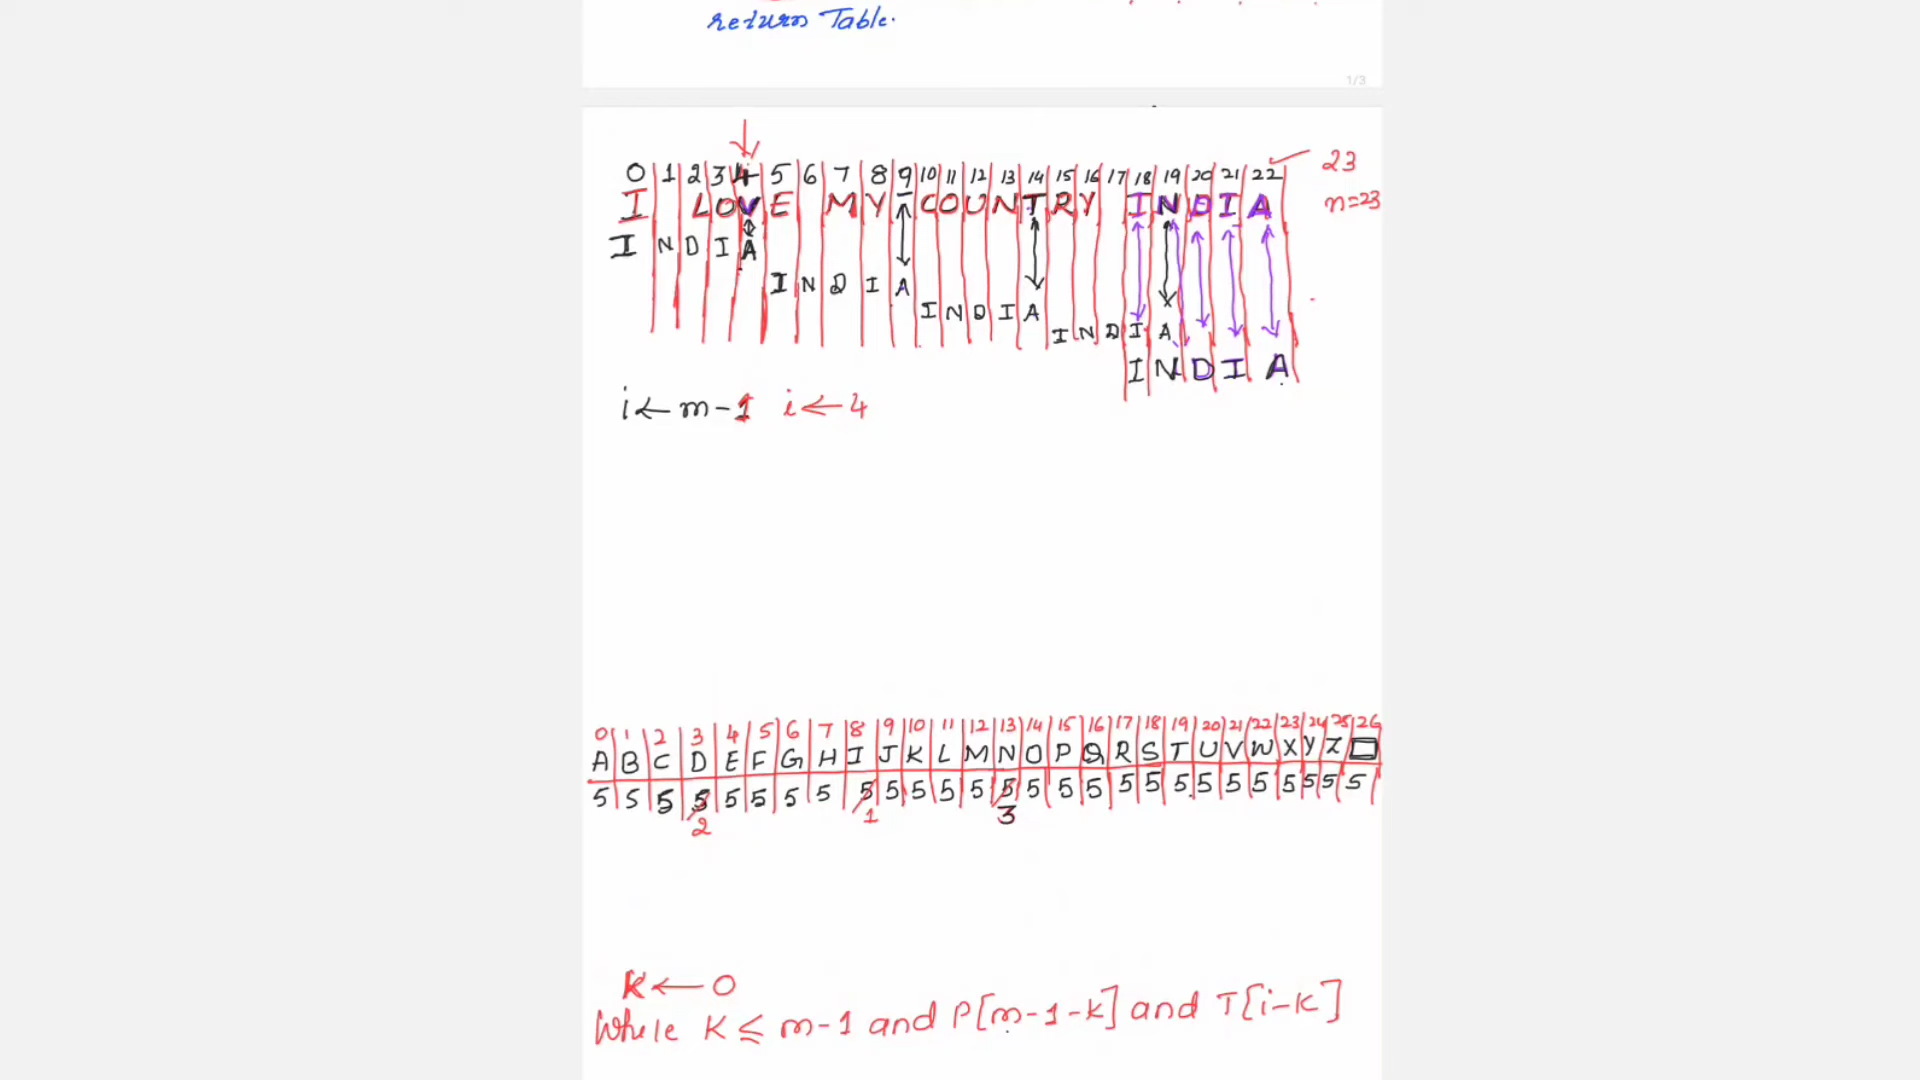 return Table.
1/3
0 1 2 3 4 5 6 7 8 9 10 11 12 13 14 15 16 17 18 19 20 21 22 23
I LOVE MY COUNTRY INDIA n=23
I N D I A
I N D I A
I N D I A
I N D I A
I N D I A
i ← m-1 i ← 4
0 1 2 3 4 5 6 7 8 9 10 11 12 13 14 15 16 17 18 19 20 21 22 23 24 25 26
A B C D E F G H I J K L M N O P Q R S T U V W X Y Z
5 5 5 5 5 5 5 5 5 5 5 5 5 5 5 5 5 5 5 5 5 5 5 5 5 5 5
2 1 3
K ← 0
While K ≤ m-1 and P[m-1-k] and T[i-K]